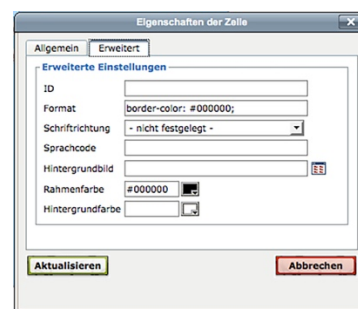 Eigenschaften der Zelle
Allgemein Erweitert
Erweiterte Einstellungen
ID
Format border-color: #000000;
Schriftrichtung - nicht festgelegt -
Sprachcode
Hintergrundbild
Rahmenfarbe #000000
Hintergrundfarbe
Aktualisieren Abbrechen